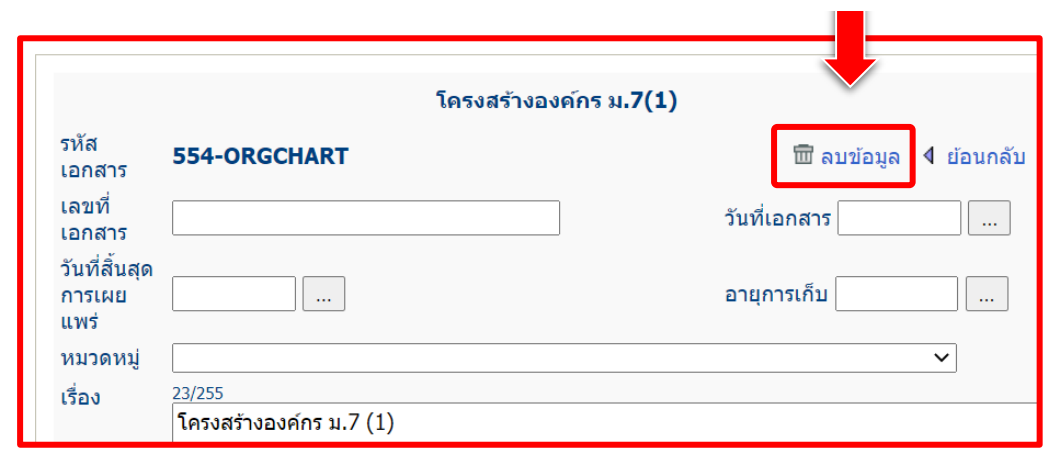 โครงสร้างองค์กร ม.7(1)
รหัส
เอกสาร
554-ORGCHART
ลบข้อมูล
ย้อนกลับ
เลขที่
เอกสาร
วันที่เอกสาร
...
วันที่สิ้นสุด
การเผย
แพร่
...
อายุการเก็บ
...
หมวดหมู่
เรื่อง
23/255
โครงสร้างองค์กร ม.7 (1)